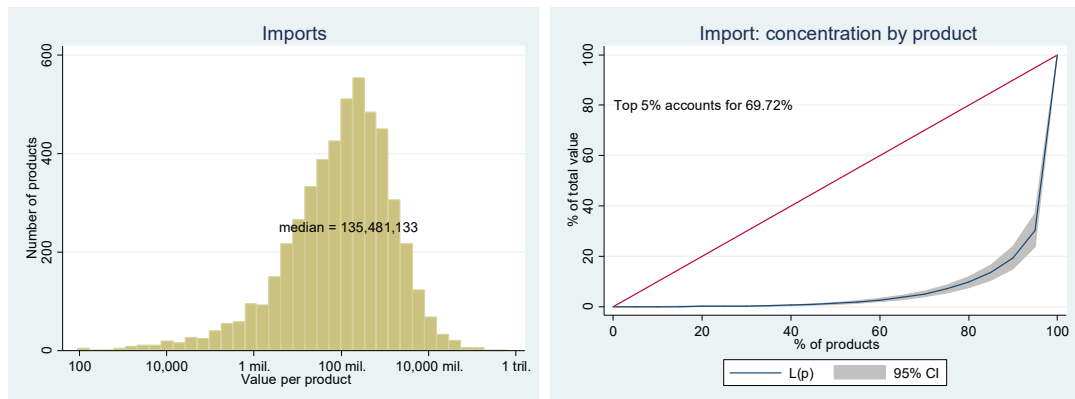 Imports
Number of products
600
400
200
0
median = 135,481,133
100
10,000
1 mil.
100 mil.
10,000 mil.
1 tril.
Value per product
Import: concentration by product
% of total value
100
80
60
40
20
0
Top 5% accounts for 69.72%
0
20
40
60
80
100
% of products
L(p)
95% CI